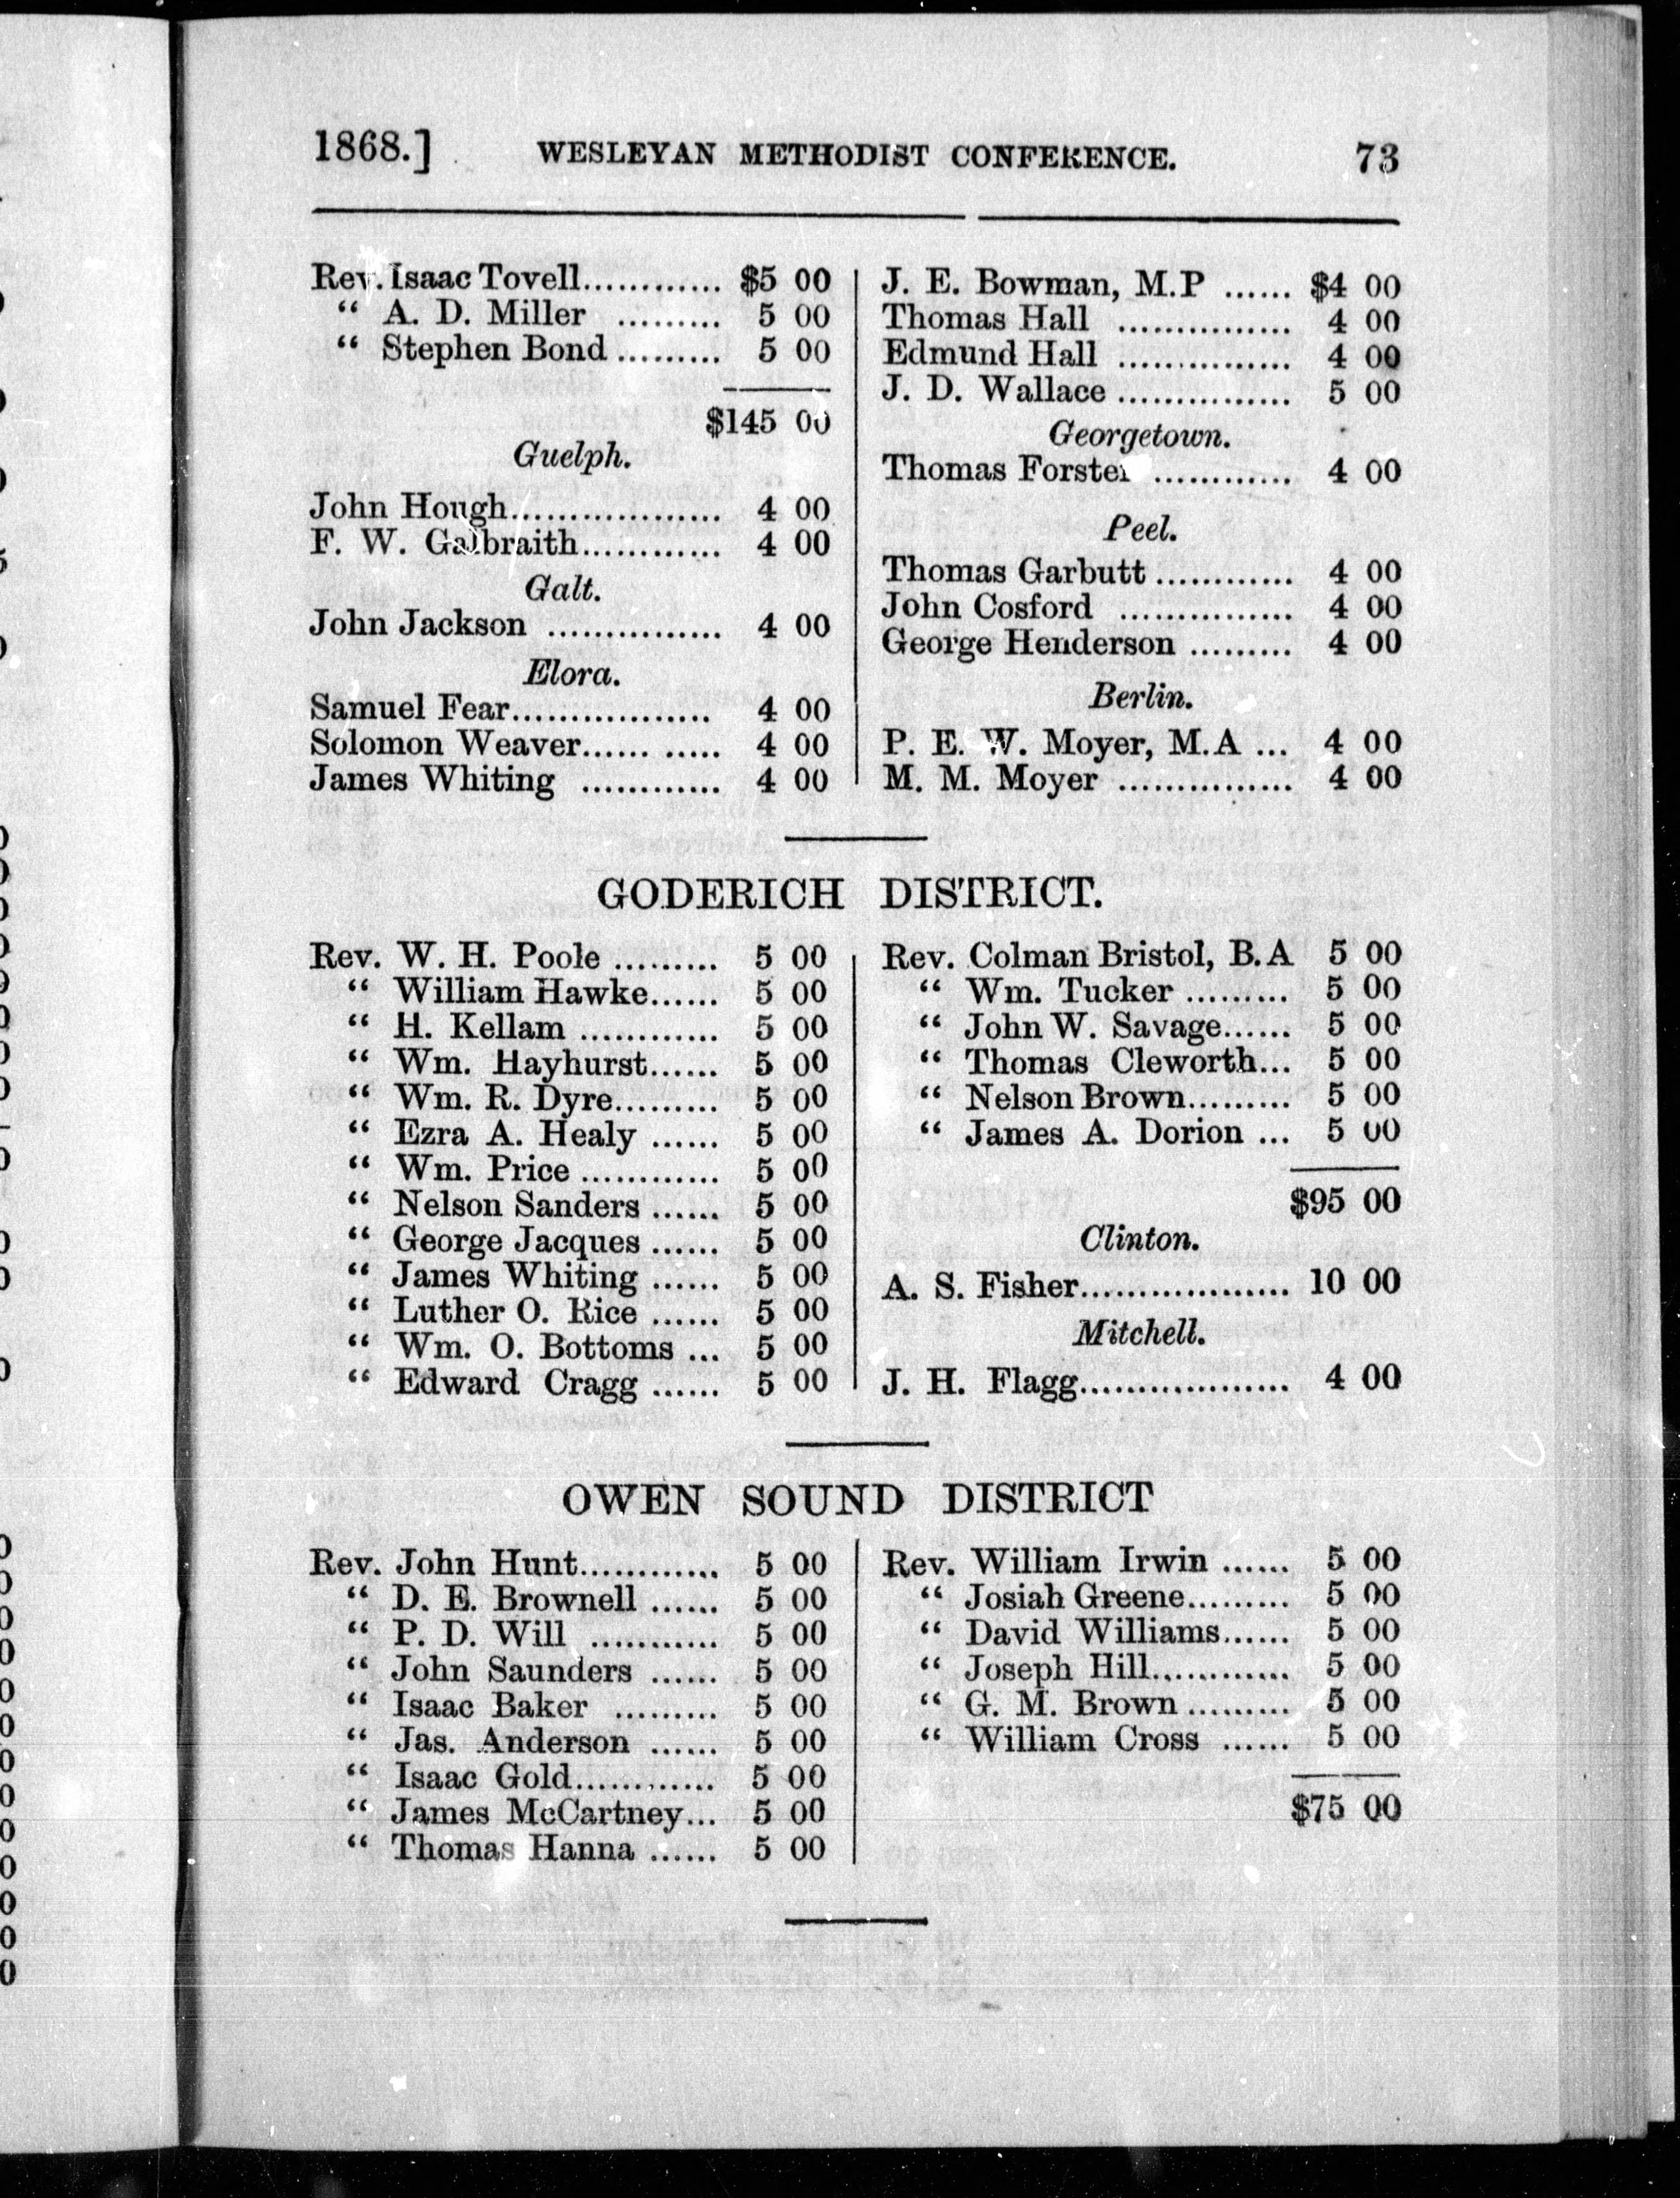 1868.] WESLEYAN METHODIST CONFERENCE. 73
Rev. Isaac Tovell............ $5 00
“ A. D. Miller ......... 5 00
“ Stephen Bond ......... 5 00
$145 00
Guelph.
John Hough.................. 4 00
F. W. Galbraith............ 4 00
Galt.
John Jackson ............... 4 00
Elora.
Samuel Fear................. 4 00
Solomon Weaver...... ..... 4 00
James Whiting ............ 4 00
J. E. Bowman, M.P ...... $4 00
Thomas Hall ............... 4 00
Edmund Hall ............... 4 00
J. D. Wallace ............... 5 00
Georgetown.
Thomas Forster ............ 4 00
Peel.
Thomas Garbutt ............ 4 00
John Cosford ............... 4 00
George Henderson ......... 4 00
Berlin.
P. E. W. Moyer, M.A ... 4 00
M. M. Moyer ............... 4 00
GODERICH DISTRICT.
Rev. W. H. Poole ......... 5 00
“ William Hawke...... 5 00
“ H. Kellam ............ 5 00
“ Wm. Hayhurst...... 5 00
“ Wm. R. Dyre......... 5 00
“ Ezra A. Healy ...... 5 00
“ Wm. Price ............ 5 00
“ Nelson Sanders ...... 5 00
“ George Jacques ...... 5 00
“ James Whiting ...... 5 00
“ Luther O. Rice ...... 5 00
“ Wm. O. Bottoms ... 5 00
“ Edward Cragg ...... 5 00
Rev. Colman Bristol, B.A 5 00
“ Wm. Tucker ......... 5 00
“ John W. Savage...... 5 00
“ Thomas Cleworth... 5 00
“ Nelson Brown......... 5 00
“ James A. Dorion ... 5 00
$95 00
Clinton.
A. S. Fisher.................. 10 00
Mitchell.
J. H. Flagg.................. 4 00
OWEN SOUND DISTRICT
Rev. John Hunt............ 5 00
“ D. E. Brownell ...... 5 00
“ P. D. Will ........... 5 00
“ John Saunders ...... 5 00
“ Isaac Baker ......... 5 00
“ Jas. Anderson ...... 5 00
“ Isaac Gold............ 5 00
“ James McCartney... 5 00
“ Thomas Hanna ...... 5 00
Rev. William Irwin ...... 5 00
“ Josiah Greene......... 5 00
“ David Williams...... 5 00
“ Joseph Hill............ 5 00
“ G. M. Brown ......... 5 00
“ William Cross ...... 5 00
$75 00